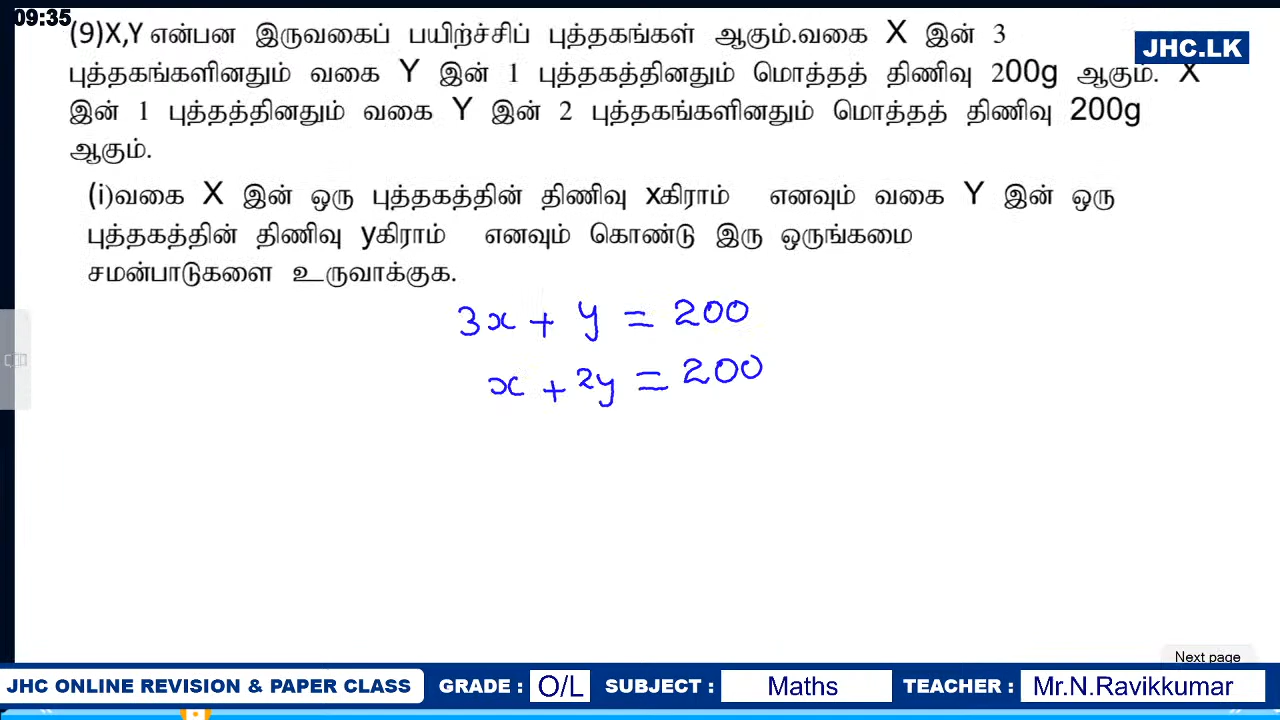 09:35
(9)X,Y என்பன இருவகைப் பயிற்ச்சிப் புத்தகங்கள் ஆகும்.வகை X இன் 3
JHC.LK
புத்தகங்களினதும் வகை Y இன் 1 புத்தகத்தினதும் மொத்தத் திணிவு 200g ஆகும். X
இன் 1 புத்தத்தினதும் வகை Y இன் 2 புத்தகங்களினதும் மொத்தத் திணிவு 200g
ஆகும்.
(i)வகை X இன் ஒரு புத்தகத்தின் திணிவு xகிராம் எனவும் வகை Y இன் ஒரு
புத்தகத்தின் திணிவு yகிராம் எனவும் கொண்டு இரு ஒருங்கமை
சமன்பாடுகளை உருவாக்குக.
3x + y = 200
x + 2y = 200
Next page
JHC ONLINE REVISION & PAPER CLASS GRADE : O/L SUBJECT : Maths TEACHER : Mr.N.Ravikkumar